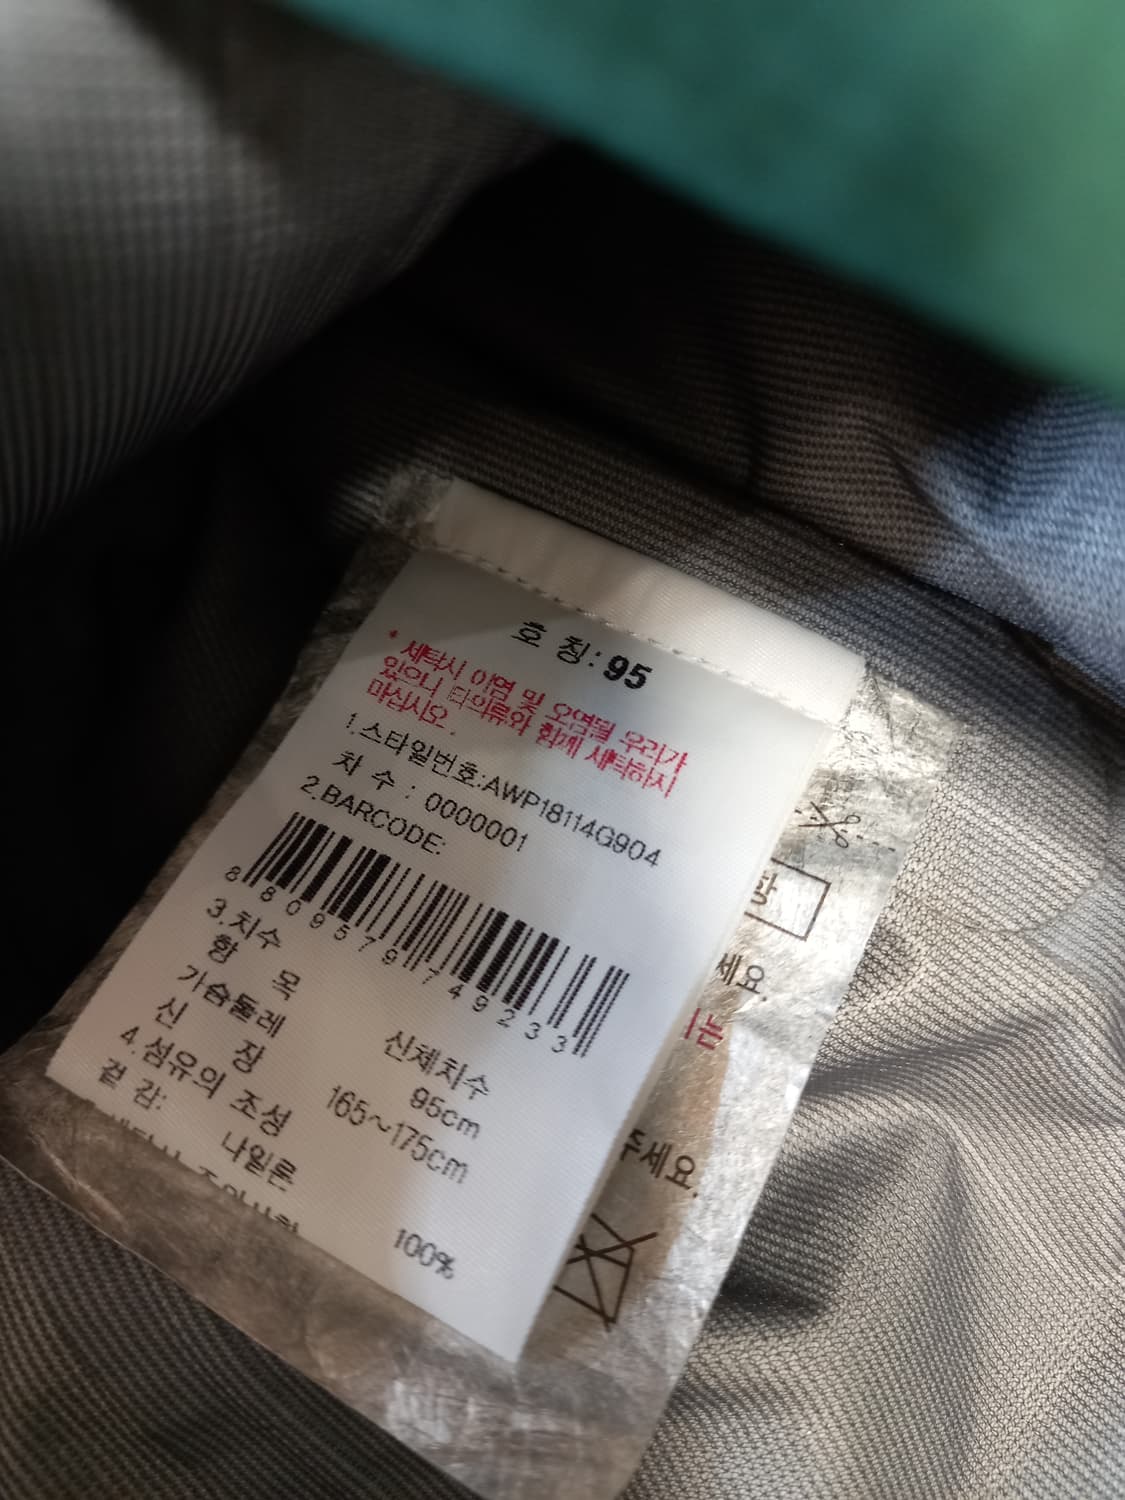 호 칭: 95
* 세탁시 이염 및 오염될 우려가
있으니 타의류와 함께 세탁하지
마십시오.
1.스타일번호:AWP18114G904
차 수 : 0000001
2.BARCODE:
8 809579 749233
3.치수
항 목 신체치수
가슴둘레 95cm
신 장 165~175cm
4.섬유의 조성
겉 감:
나일론 100%
세요.
는
주세요.